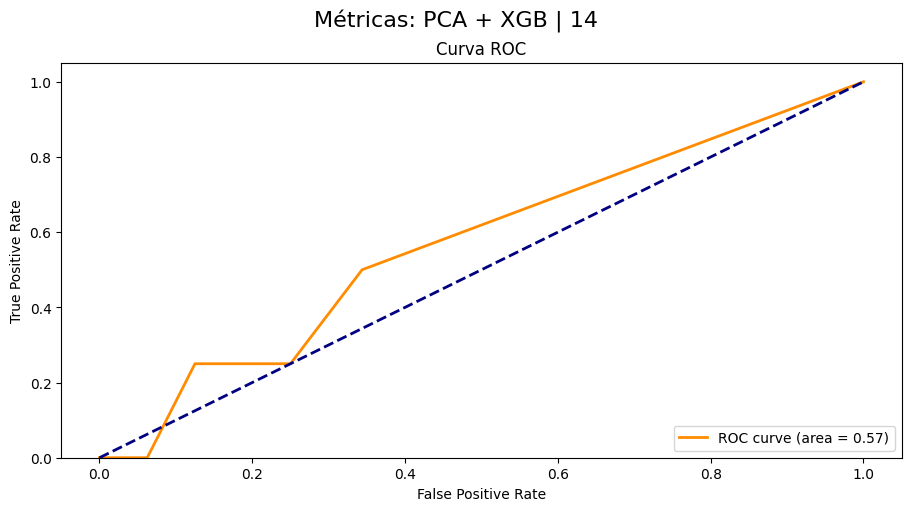 Métricas: PCA + XGB | 14
Curva ROC
True Positive Rate
1.0
0.8
0.6
0.4
0.2
0.0
0.0 0.2 0.4 0.6 0.8 1.0
False Positive Rate
ROC curve (area = 0.57)